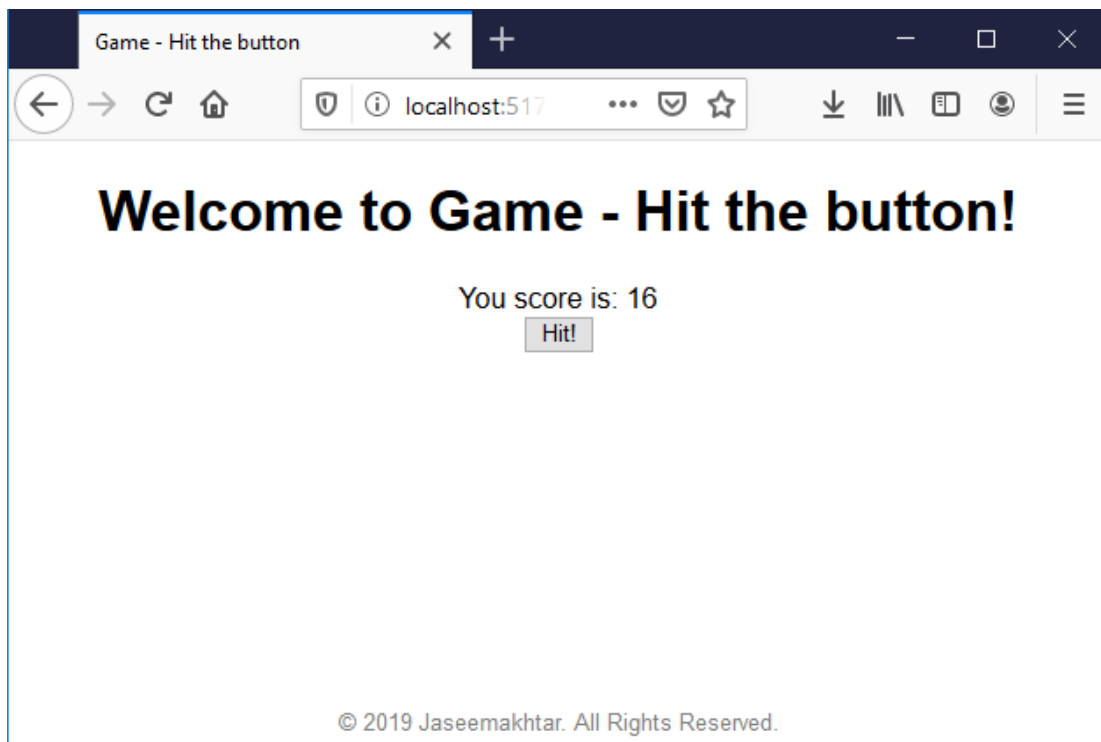 Game - Hit the button
localhost:517
Welcome to Game - Hit the button!
You score is: 16
Hit!
© 2019 Jaseemakhtar. All Rights Reserved.